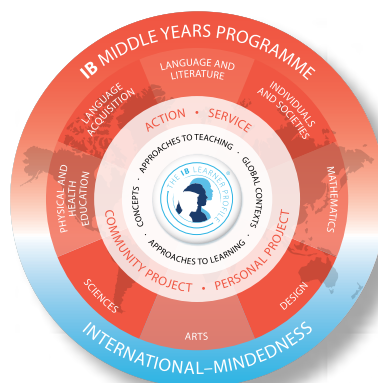 IB MIDDLE YEARS PROGRAMME
LANGUAGE AND
LITERATURE
LANGUAGE
ACQUISITION
INDIVIDUALS
AND SOCIETIES
PHYSICAL AND
HEALTH
EDUCATION
MATHEMATICS
SCIENCES
DESIGN
ARTS
ACTION • SERVICE
COMMUNITY PROJECT • PERSONAL PROJECT
APPROACHES TO TEACHING · GLOBAL CONTEXTS · APPROACHES TO LEARNING · CONCEPTS ·
THE IB LEARNER PROFILE
INTERNATIONAL–MINDEDNESS